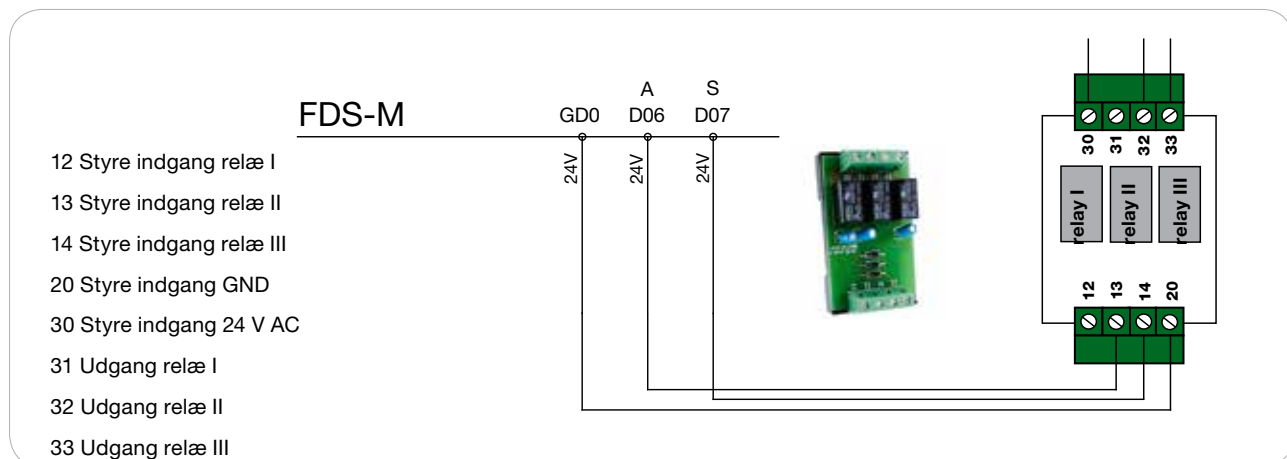 A S
FDS-M GD0 D06 D07
24V 24V 24V
12 Styre indgang relæ I
13 Styre indgang relæ II
14 Styre indgang relæ III
20 Styre indgang GND
30 Styre indgang 24 V AC
31 Udgang relæ I
32 Udgang relæ II
33 Udgang relæ III
30 31 32 33
relay I relay II relay III
12 13 14 20